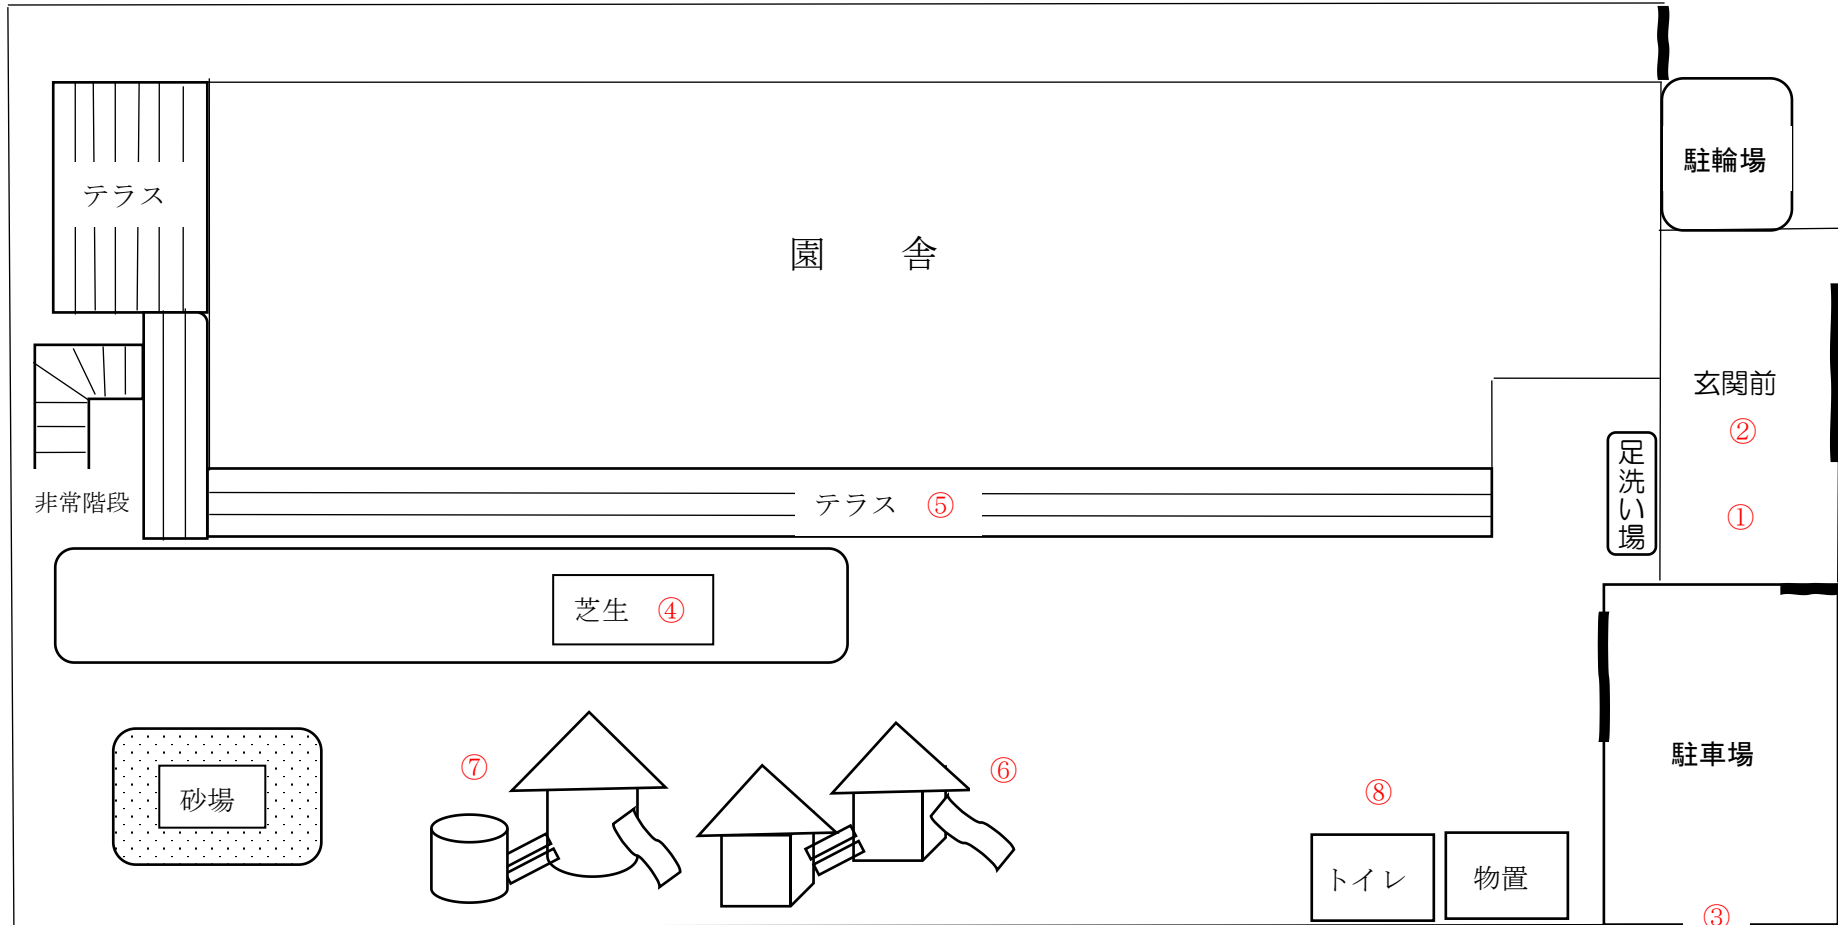 駐輪場
テラス
園　舎
玄関前
②
足洗い場
①
非常階段
テラス　⑤
芝生　④
⑦
⑥
駐車場
砂場
⑧
トイレ
物置
③